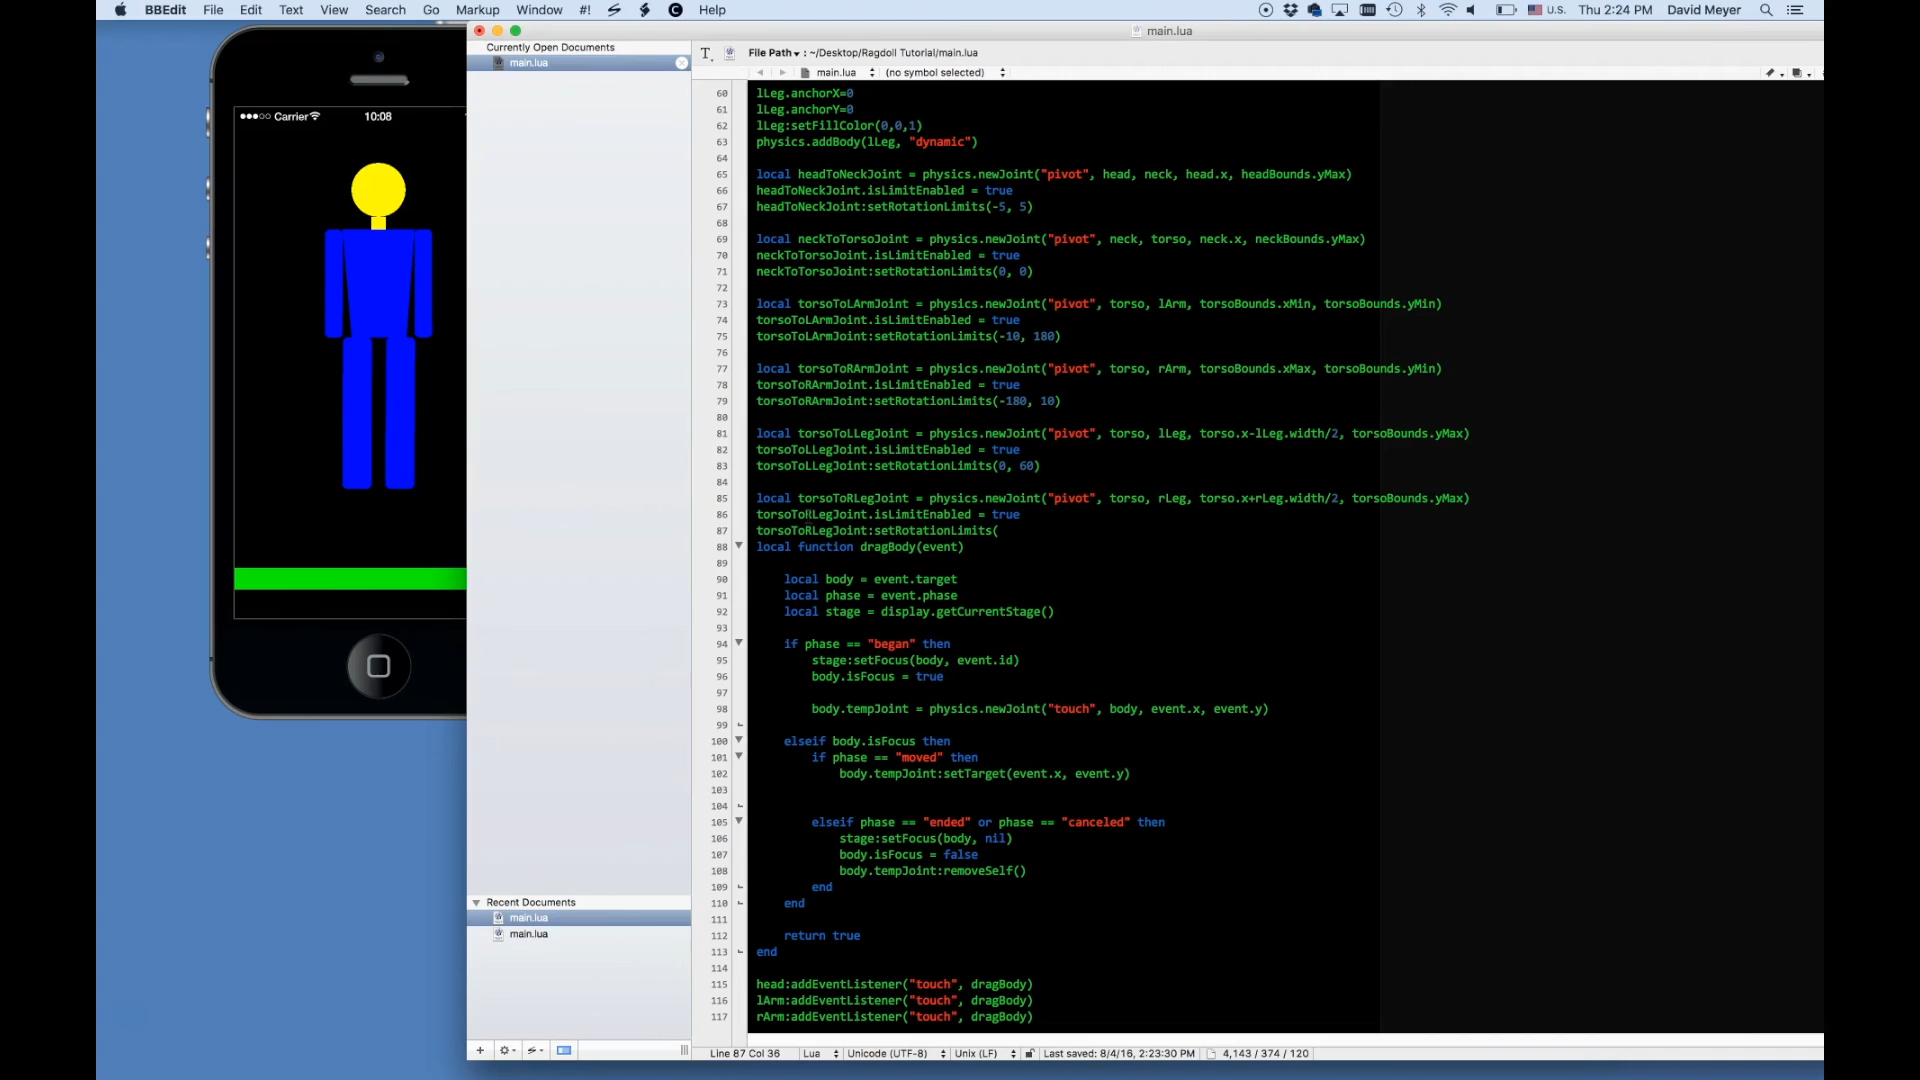 BBEdit File Edit Text View Search Go Markup Window #! Help U.S. Thu 2:24 PM David Meyer
main.lua
Currently Open Documents
main.lua
File Path : ~/Desktop/Ragdoll Tutorial/main.lua
main.lua (no symbol selected)
Carrier 10:08
60 lLeg.anchorX=0
61 lLeg.anchorY=0
62 lLeg:setFillColor(0,0,1)
63 physics.addBody(lLeg, "dynamic")
64
65 local headToNeckJoint = physics.newJoint("pivot", head, neck, head.x, headBounds.yMax)
66 headToNeckJoint.isLimitEnabled = true
67 headToNeckJoint:setRotationLimits(-5, 5)
68
69 local neckToTorsoJoint = physics.newJoint("pivot", neck, torso, neck.x, neckBounds.yMax)
70 neckToTorsoJoint.isLimitEnabled = true
71 neckToTorsoJoint:setRotationLimits(0, 0)
72
73 local torsoToLArmJoint = physics.newJoint("pivot", torso, lArm, torsoBounds.xMin, torsoBounds.yMin)
74 torsoToLArmJoint.isLimitEnabled = true
75 torsoToLArmJoint:setRotationLimits(-10, 180)
76
77 local torsoToRArmJoint = physics.newJoint("pivot", torso, rArm, torsoBounds.xMax, torsoBounds.yMin)
78 torsoToRArmJoint.isLimitEnabled = true
79 torsoToRArmJoint:setRotationLimits(-180, 10)
80
81 local torsoToLLegJoint = physics.newJoint("pivot", torso, lLeg, torso.x-lLeg.width/2, torsoBounds.yMax)
82 torsoToLLegJoint.isLimitEnabled = true
83 torsoToLLegJoint:setRotationLimits(0, 60)
84
85 local torsoToRLegJoint = physics.newJoint("pivot", torso, rLeg, torso.x+rLeg.width/2, torsoBounds.yMax)
86 torsoToRLegJoint.isLimitEnabled = true
87 torsoToRLegJoint:setRotationLimits(
88 local function dragBody(event)
89
90 local body = event.target
91 local phase = event.phase
92 local stage = display.getCurrentStage()
93
94 if phase == "began" then
95 stage:setFocus(body, event.id)
96 body.isFocus = true
97
98 body.tempJoint = physics.newJoint("touch", body, event.x, event.y)
99
100 elseif body.isFocus then
101 if phase == "moved" then
102 body.tempJoint:setTarget(event.x, event.y)
103
104
105 elseif phase == "ended" or phase == "canceled" then
106 stage:setFocus(body, nil)
107 body.isFocus = false
108 body.tempJoint:removeSelf()
109 end
110 end
111
112 return true
113 end
114
115 head:addEventListener("touch", dragBody)
116 lArm:addEventListener("touch", dragBody)
117 rArm:addEventListener("touch", dragBody)
Recent Documents
main.lua
main.lua
Line 87 Col 36 Lua Unicode (UTF-8) Unix (LF) Last saved: 8/4/16, 2:23:30 PM 4,143 / 374 / 120